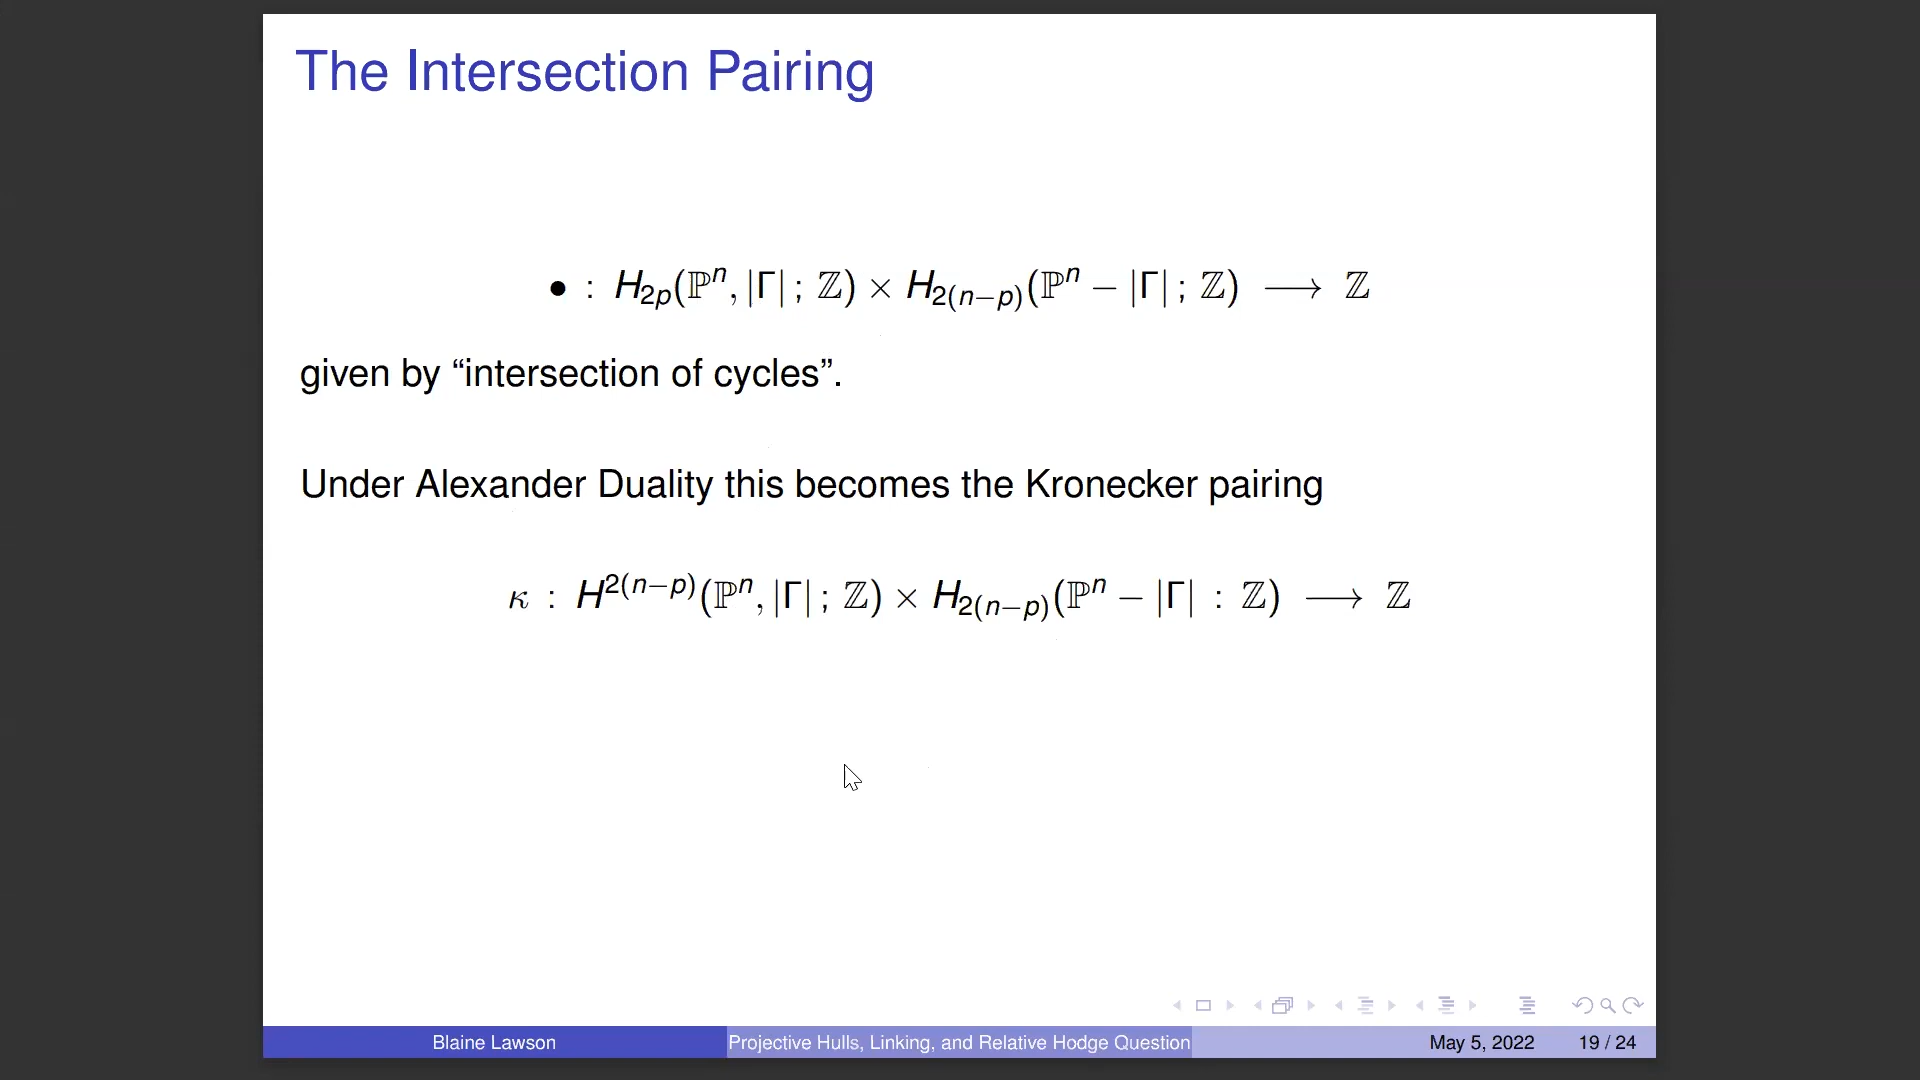 The Intersection Pairing
• : H_{2p}(ℙ^n, |Γ| ; ℤ) × H_{2(n−p)}(ℙ^n − |Γ| ; ℤ) ⟶ ℤ
given by “intersection of cycles”.
Under Alexander Duality this becomes the Kronecker pairing
κ : H^{2(n−p)}(ℙ^n, |Γ| ; ℤ) × H_{2(n−p)}(ℙ^n − |Γ| : ℤ) ⟶ ℤ
Blaine Lawson Projective Hulls, Linking, and Relative Hodge Question May 5, 2022 19 / 24